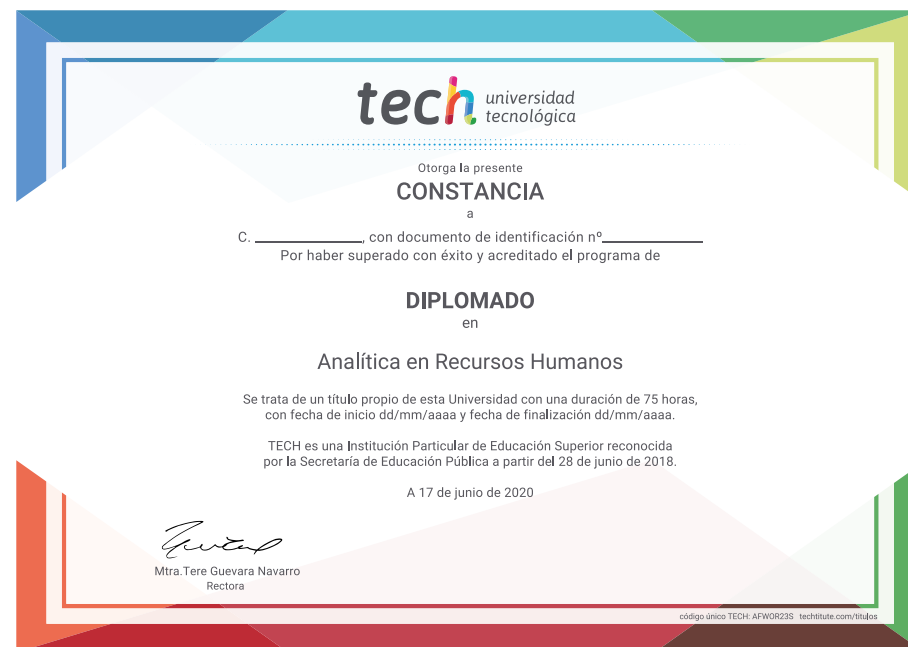 tech universidad
tecnológica
Otorga la presente
CONSTANCIA
a
C. ____________, con documento de identificación nº____________
Por haber superado con éxito y acreditado el programa de
DIPLOMADO
en
Analítica en Recursos Humanos
Se trata de un título propio de esta Universidad con una duración de 75 horas,
con fecha de inicio dd/mm/aaaa y fecha de finalización dd/mm/aaaa.
TECH es una Institución Particular de Educación Superior reconocida
por la Secretaría de Educación Pública a partir del 28 de junio de 2018.
A 17 de junio de 2020
Mtra.Tere Guevara Navarro
Rectora
código único TECH: AFWOR23S techtitute.com/titulos